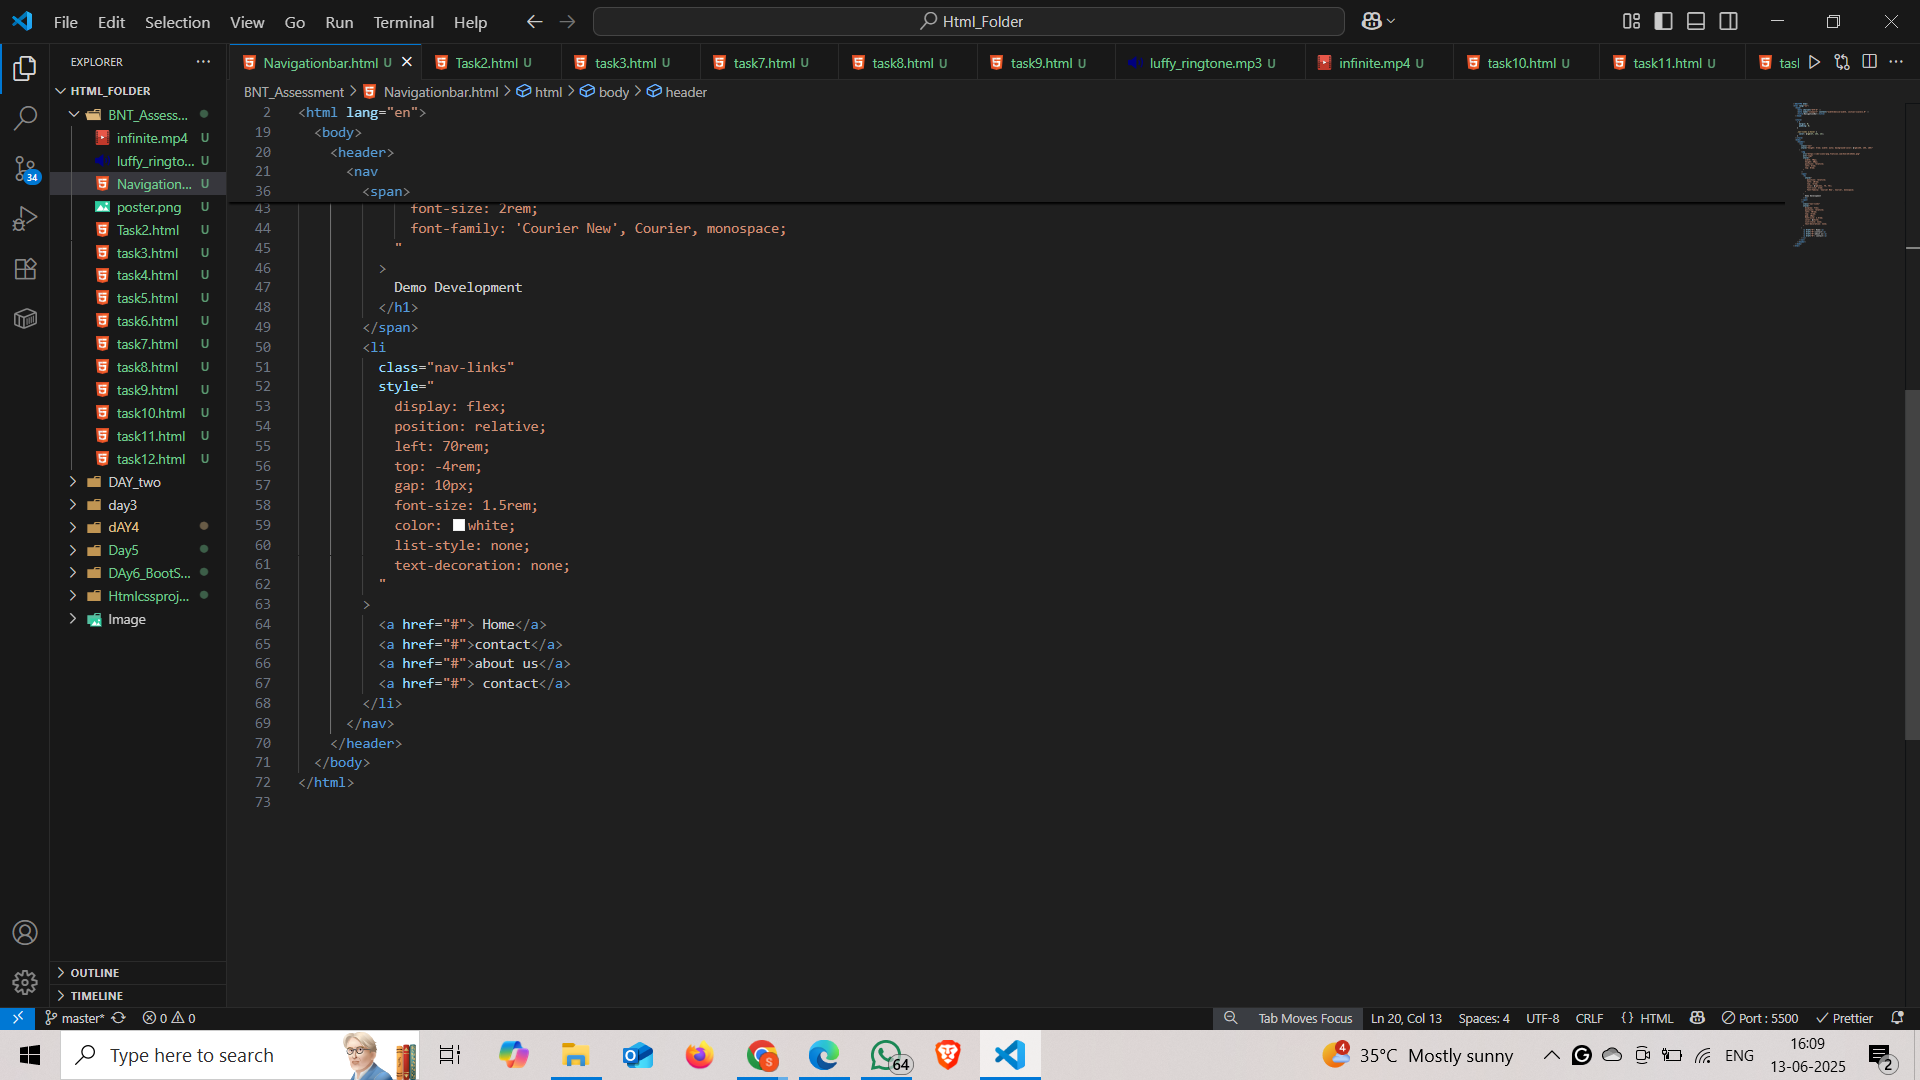 File Edit Selection View Go Run Terminal Help
Html_Folder
EXPLORER
Navigationbar.html U
Task2.html U
task3.html U
task7.html U
task8.html U
task9.html U
luffy_ringtone.mp3 U
infinite.mp4 U
task10.html U
task11.html U
tasl
BNT_Assessment > Navigationbar.html > html > body > header
HTML_FOLDER
BNT_Assess...
infinite.mp4 U
luffy_ringto... U
Navigation... U
poster.png U
Task2.html U
task3.html U
task4.html U
task5.html U
task6.html U
task7.html U
task8.html U
task9.html U
task10.html U
task11.html U
task12.html U
DAY_two
day3
dAY4
Day5
DAy6_BootS...
Htmlcssproj...
Image
OUTLINE
TIMELINE
34
2 <html lang="en">
19 <body>
20 <header>
21 <nav
36 <span>
43 font-size: 2rem;
44 font-family: 'Courier New', Courier, monospace;
45 "
46 >
47 Demo Development
48 </h1>
49 </span>
50 <li
51 class="nav-links"
52 style="
53 display: flex;
54 position: relative;
55 left: 70rem;
56 top: -4rem;
57 gap: 10px;
58 font-size: 1.5rem;
59 color: white;
60 list-style: none;
61 text-decoration: none;
62 "
63 >
64 <a href="#"> Home</a>
65 <a href="#">contact</a>
66 <a href="#">about us</a>
67 <a href="#"> contact</a>
68 </li>
69 </nav>
70 </header>
71 </body>
72 </html>
73
master* 0 0
Tab Moves Focus Ln 20, Col 13 Spaces: 4 UTF-8 CRLF {} HTML Port : 5500 Prettier
Type here to search
S
64
4
35°C Mostly sunny
ENG
16:09
13-06-2025
2